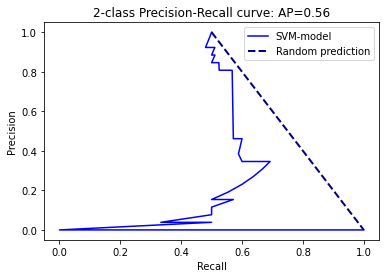 2-class Precision-Recall curve: AP=0.56
SVM-model
Random prediction
Precision
1.0
0.8
0.6
0.4
0.2
0.0
0.0 0.2 0.4 0.6 0.8 1.0
Recall